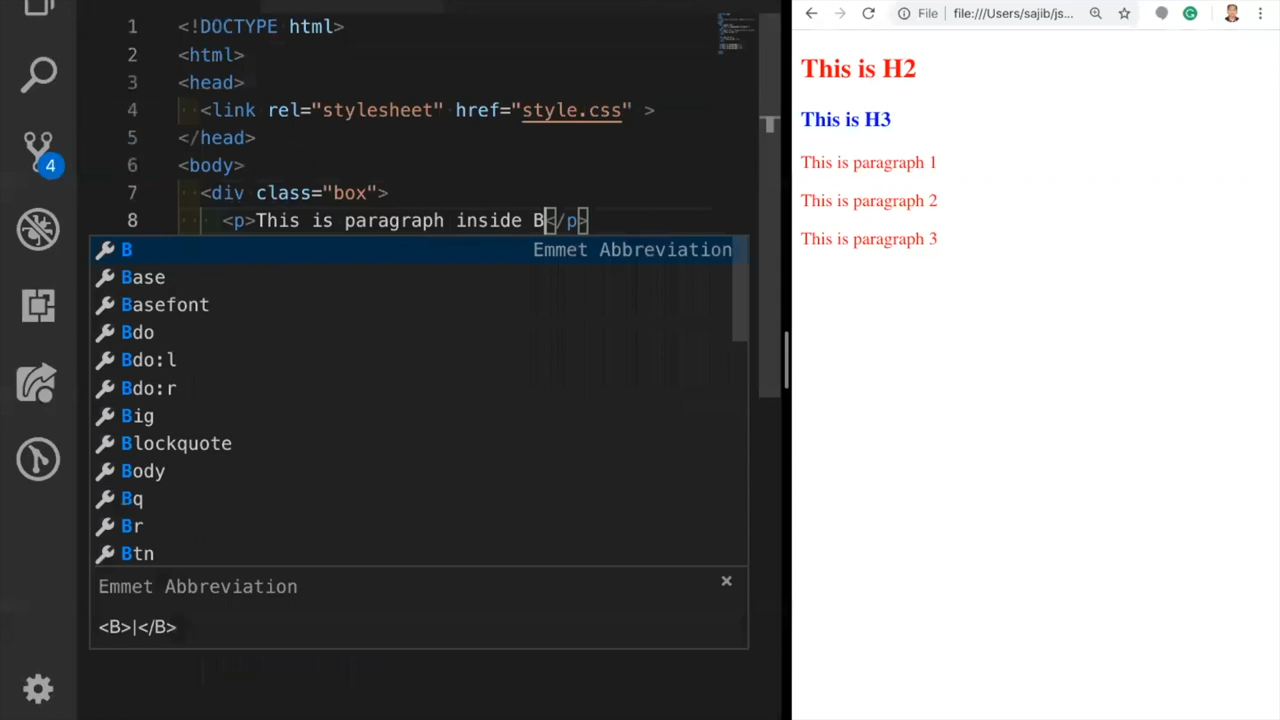 1 <!DOCTYPE html>
2 <html>
3 <head>
4 <link rel="stylesheet" href="style.css" >
5 </head>
6 <body>
7 <div class="box">
8 <p>This is paragraph inside B</p>
B Emmet Abbreviation
Base
Basefont
Bdo
Bdo:l
Bdo:r
Big
Blockquote
Body
Bq
Br
Btn
Emmet Abbreviation ×
<B>|</B>
4
File file:///Users/sajib/js...
This is H2
This is H3
This is paragraph 1
This is paragraph 2
This is paragraph 3